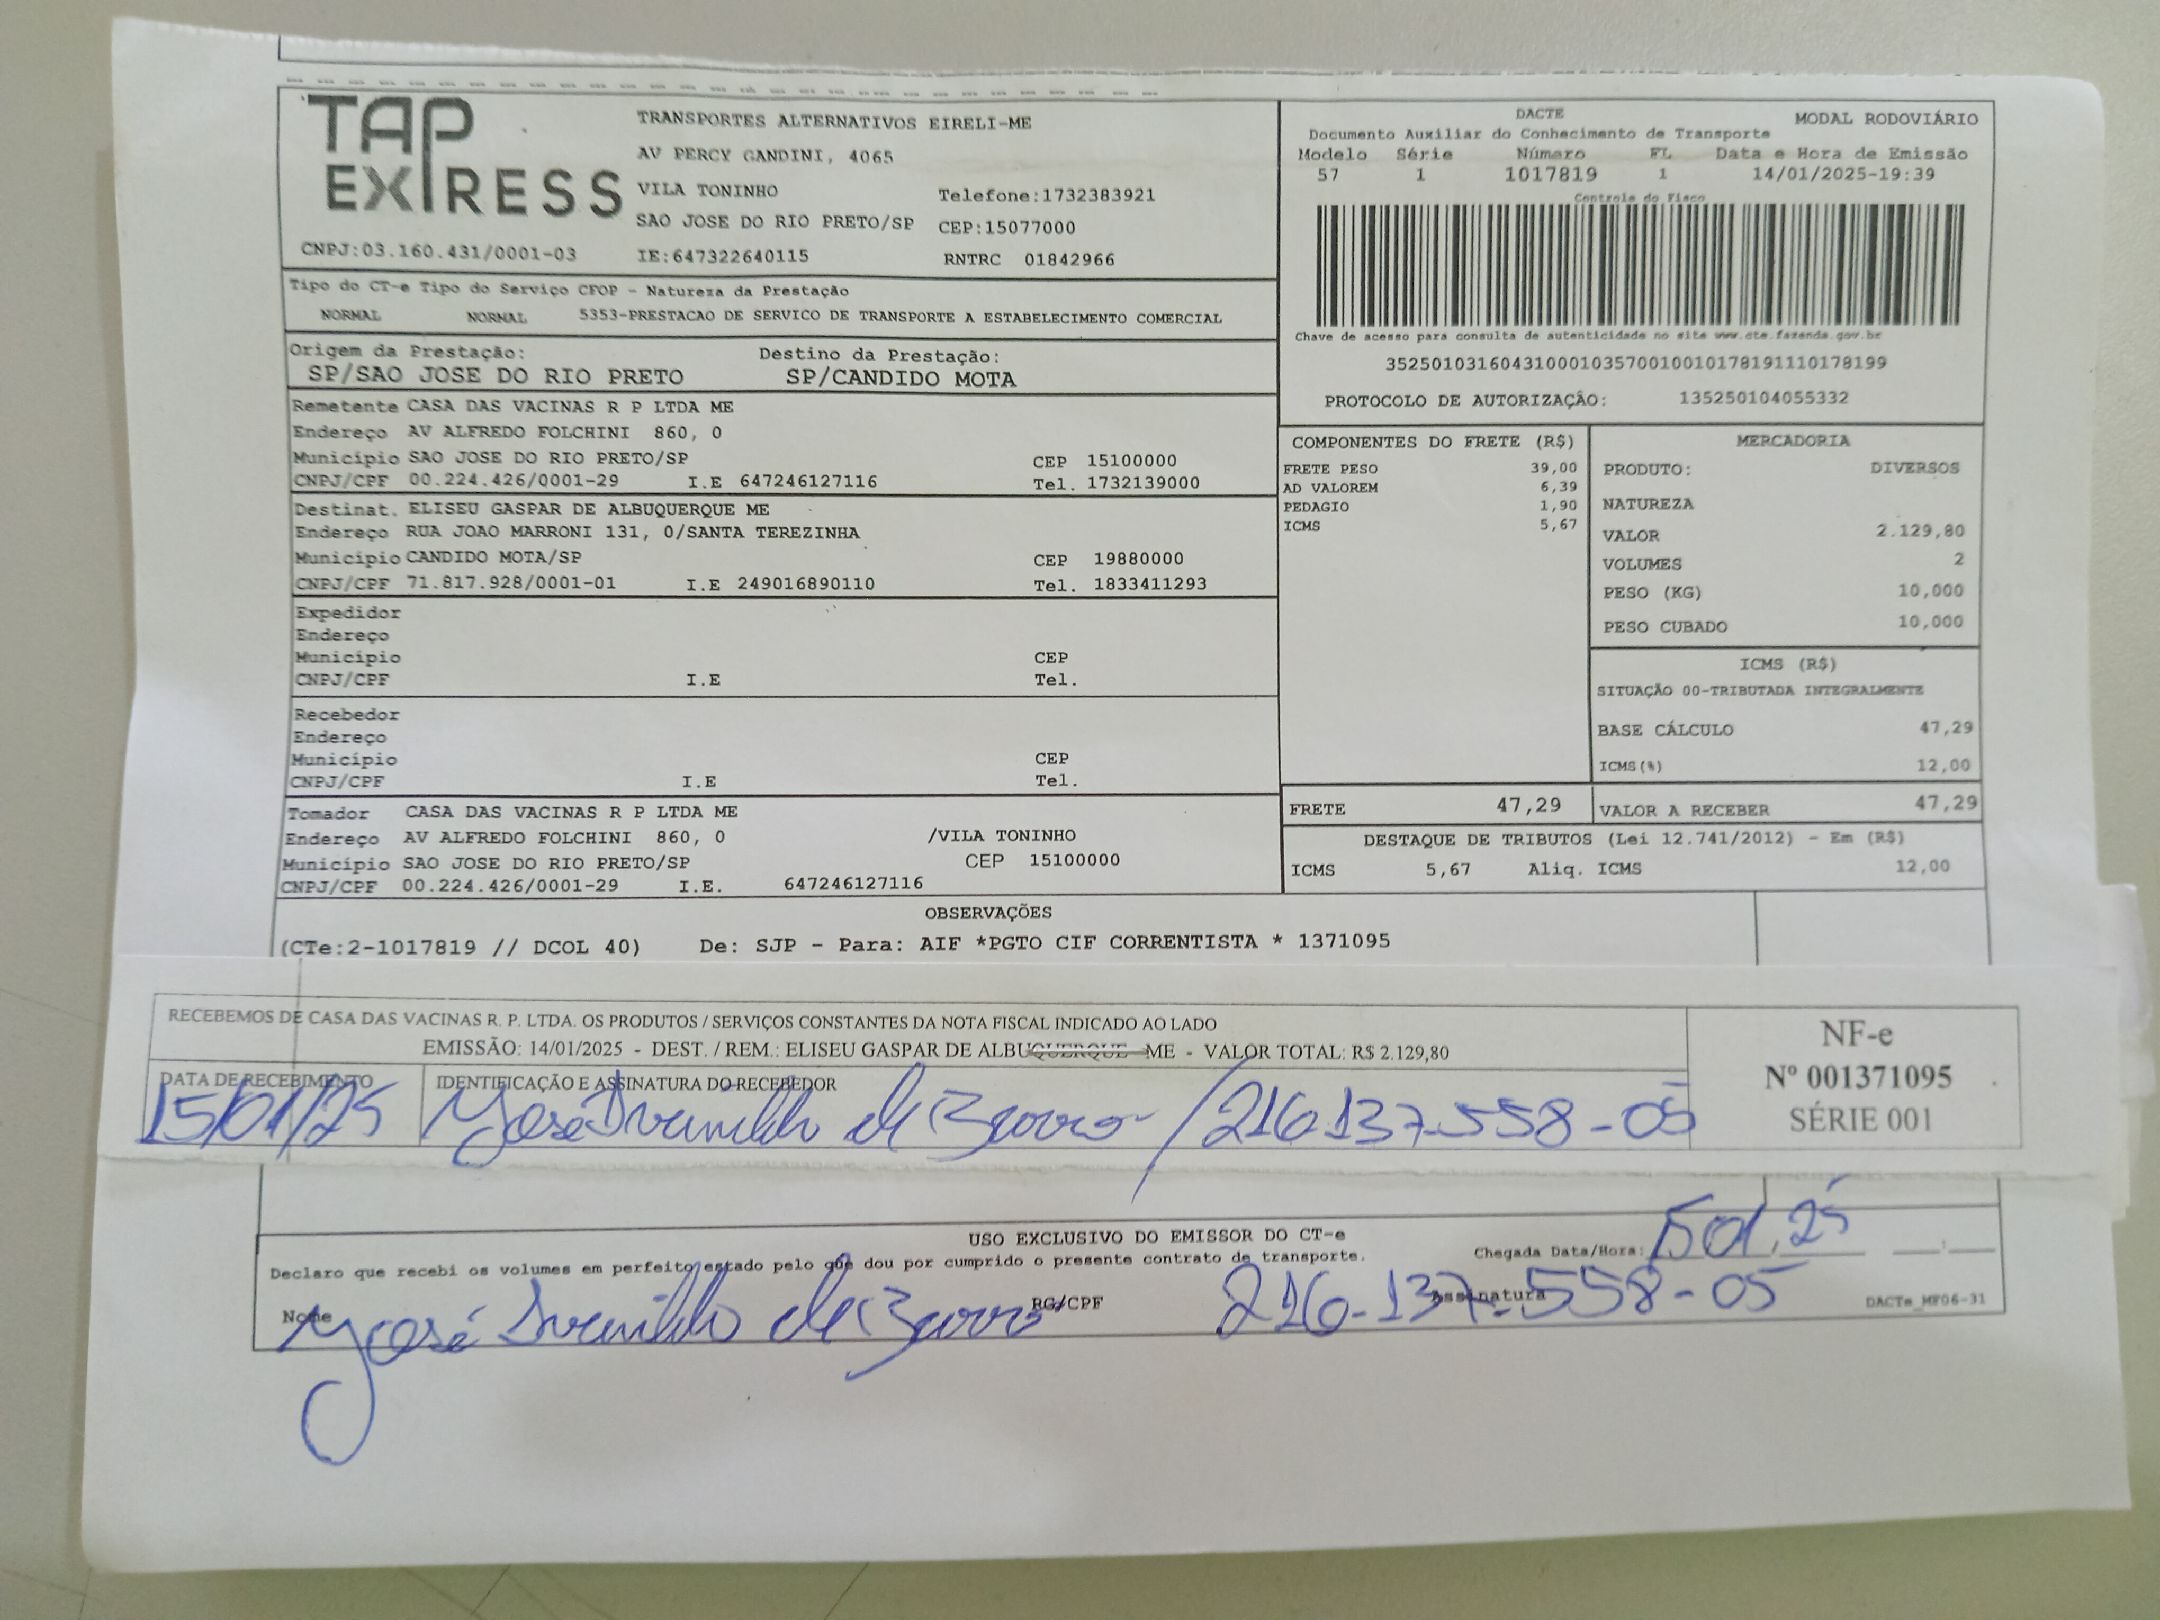 TAP EXPRESS
TRANSPORTES ALTERNATIVOS EIRELI-ME
AV PERCY GANDINI, 4065
VILA TONINHO Telefone:1732383921
SAO JOSE DO RIO PRETO/SP CEP:15077000
CNPJ:03.160.431/0001-03 IE:647322640115 RNTRC 01842966
DACTE MODAL RODOVIÁRIO
Documento Auxiliar do Conhecimento de Transporte
Modelo Série Número FL Data e Hora de Emissão
57 1 1017819 1 14/01/2025-19:39
Controle do Fisco
Chave de acesso para consulta de autenticidade no site www.cte.fazenda.gov.br
35250103160431000103570010010178191110178199
PROTOCOLO DE AUTORIZAÇÃO: 135250104055332
Tipo do CT-e Tipo do Serviço CFOP - Natureza da Prestação
NORMAL NORMAL 5353-PRESTACAO DE SERVICO DE TRANSPORTE A ESTABELECIMENTO COMERCIAL
Origem da Prestação: Destino da Prestação:
SP/SAO JOSE DO RIO PRETO SP/CANDIDO MOTA
Remetente CASA DAS VACINAS R P LTDA ME
Endereço AV ALFREDO FOLCHINI 860, 0
Município SAO JOSE DO RIO PRETO/SP CEP 15100000
CNPJ/CPF 00.224.426/0001-29 I.E 647246127116 Tel. 1732139000
Destinat. ELISEU GASPAR DE ALBUQUERQUE ME
Endereço RUA JOAO MARRONI 131, 0/SANTA TEREZINHA
Município CANDIDO MOTA/SP CEP 19880000
CNPJ/CPF 71.817.928/0001-01 I.E 249016890110 Tel. 1833411293
Expedidor
Endereço
Município CEP
CNPJ/CPF I.E Tel.
Recebedor
Endereço
Município CEP
CNPJ/CPF I.E Tel.
Tomador CASA DAS VACINAS R P LTDA ME
Endereço AV ALFREDO FOLCHINI 860, 0 /VILA TONINHO
Município SAO JOSE DO RIO PRETO/SP CEP 15100000
CNPJ/CPF 00.224.426/0001-29 I.E. 647246127116
COMPONENTES DO FRETE (R$)
FRETE PESO 39,00
AD VALOREM 6,39
PEDAGIO 1,90
ICMS 5,67
MERCADORIA
PRODUTO: DIVERSOS
NATUREZA
VALOR 2.129,80
VOLUMES 2
PESO (KG) 10,000
PESO CUBADO 10,000
ICMS (R$)
SITUAÇÃO 00-TRIBUTADA INTEGRALMENTE
BASE CÁLCULO 47,29
ICMS(%) 12,00
FRETE 47,29 VALOR A RECEBER 47,29
DESTAQUE DE TRIBUTOS (Lei 12.741/2012) - Em (R$)
ICMS 5,67 Aliq. ICMS 12,00
OBSERVAÇÕES
(CTe:2-1017819 // DCOL 40) De: SJP - Para: AIF *PGTO CIF CORRENTISTA * 1371095
RECEBEMOS DE CASA DAS VACINAS R. P. LTDA. OS PRODUTOS / SERVIÇOS CONSTANTES DA NOTA FISCAL INDICADO AO LADO
EMISSÃO: 14/01/2025 - DEST. / REM.: ELISEU GASPAR DE ALBUQUERQUE ME - VALOR TOTAL: R$ 2.129,80
DATA DE RECEBIMENTO IDENTIFICAÇÃO E ASSINATURA DO RECEBEDOR
15/01/25 José Ivanildo de Barros / 216.137.558-05
NF-e
Nº 001371095
SÉRIE 001
USO EXCLUSIVO DO EMISSOR DO CT-e
Declaro que recebi os volumes em perfeito estado pelo que dou por cumprido o presente contrato de transporte. Chegada Data/Hora: 15 01, 25
Nome RG/CPF Assinatura DACTe_MF06-31
José Ivanildo de Barros 216-137-558-05